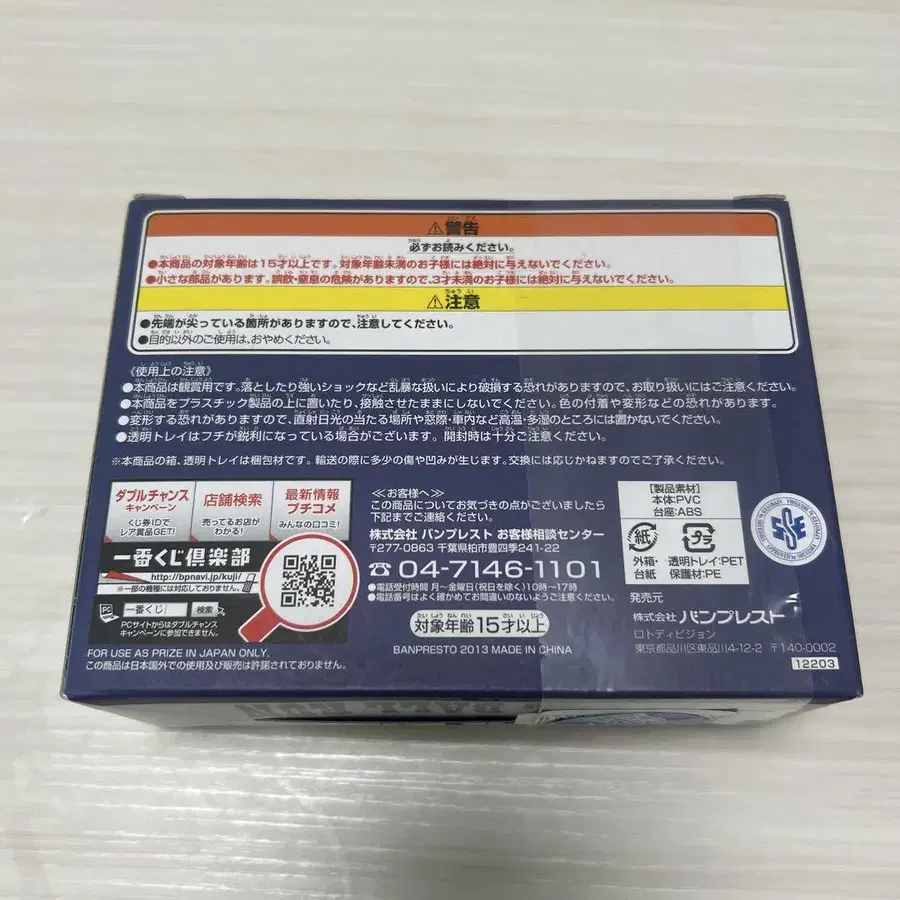 ⚠警告
必ずお読みください。
●本商品の対象年齢は15才以上です。対象年齢未満のお子様には絶対に与えないでください。
●小さな部品があります。誤飲・窒息の危険がありますので、3才未満のお子様には絶対に与えないでください。
⚠注意
●先端が尖っている箇所がありますので、注意してください。
●目的以外のご使用は、おやめください。
《使用上の注意》
●本商品は観賞用です。落としたり強いショックなど乱暴な扱いにより破損する恐れがありますので、お取り扱いにはご注意ください。
●本商品をプラスチック製品の上に置いたり、接触させたままにしないでください。色の付着や変形などの恐れがあります。
●変形する恐れがありますので、直射日光の当たる場所や窓際・車内など高温・多湿のところには置かないでください。
●透明トレイはフチが鋭利になっている場合がございます。開封時は十分ご注意ください。
※本商品の箱、透明トレイは梱包材です。輸送の際に多少の傷や凹みが生じます。交換には応じかねますのでご了承ください。
ダブルチャンス
キャンペーン
くじ券IDで
レア賞品GET!
店舗検索
売ってるお店が
わかる!
最新情報
プチコメ
みんなの口コミ!
一番くじ倶楽部
http://bpnavi.jp/kuji/
※一部の機種には対応しておりません。
PC
一番くじ
検索
PCサイトからはダブルチャンス
キャンペーンに参加できません。
FOR USE AS PRIZE IN JAPAN ONLY.
この商品は日本国外での使用及び販売は許諾されておりません。
≪お客様へ≫
この商品についてお気づきの点がございましたら
下記までご連絡ください。
株式会社 バンプレスト お客様相談センター
〒277-0863 千葉県柏市豊四季241-22
☎04-7146-1101
●電話受付時間 月～金曜日(祝日を除く)10時～17時
●電話番号はよく確かめてお間違いのないようご注意ください。
対象年齢15才以上
BANPRESTO 2013 MADE IN CHINA
【製品素材】
本体:PVC
台座:ABS
紙
プラ
外箱・
台紙
透明トレイ:PET
保護材:PE
発売元
株式会社 バンプレスト
ロトディビジョン
東京都品川区東品川4-12-2 〒140-0002
12203